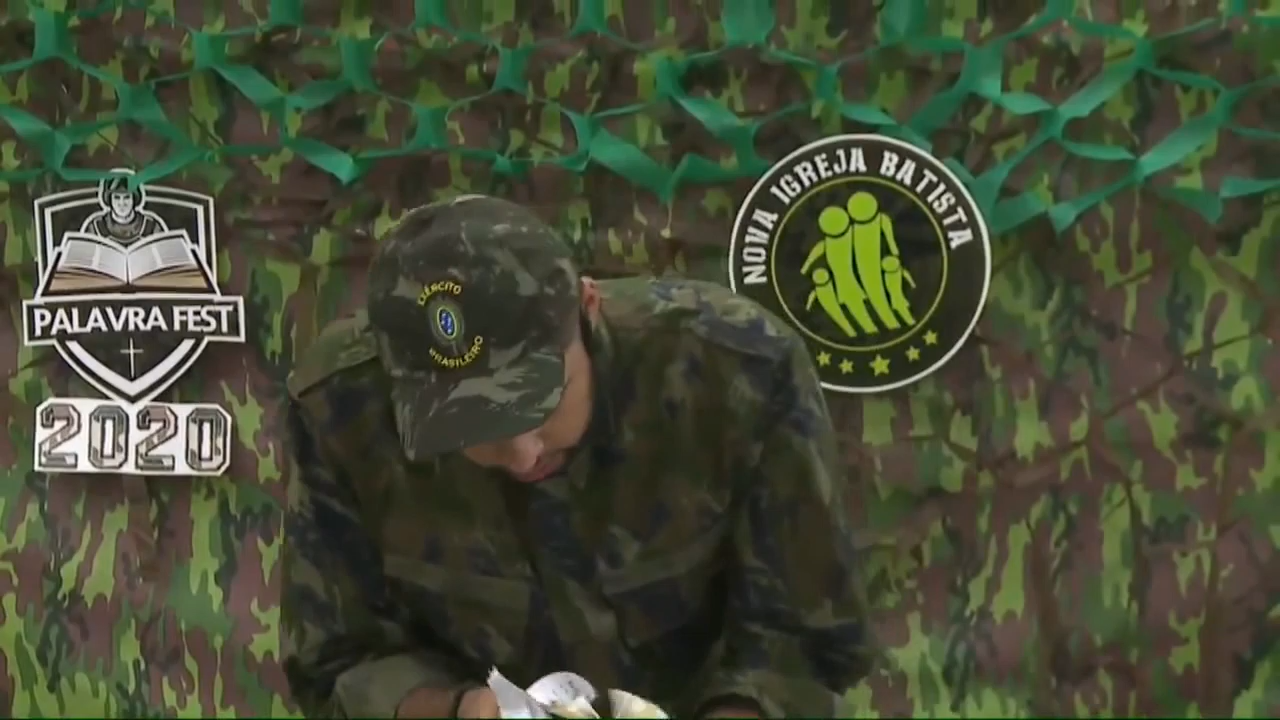 NOVA IGREJA BATISTA
PALAVRA FEST
2020
EXÉRCITO
BRASILEIRO